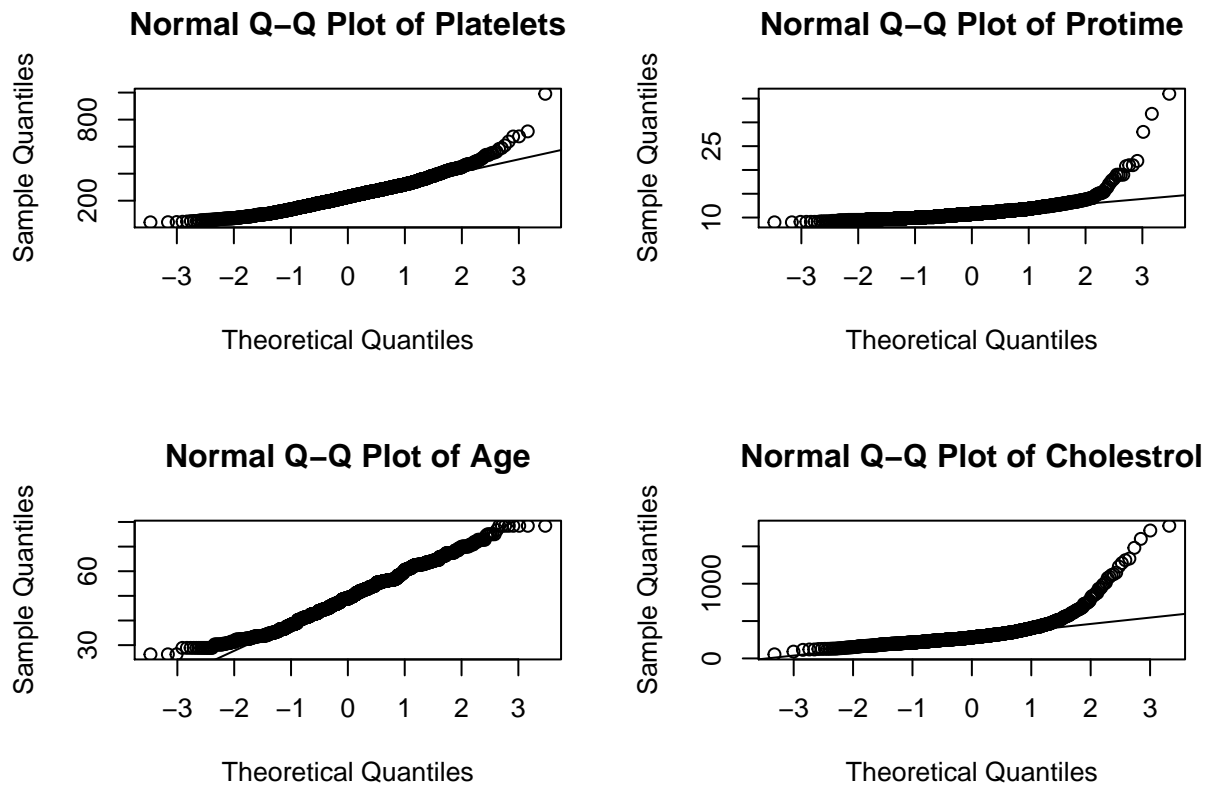 Normal Q−Q Plot of Platelets
Sample Quantiles
800
200
−3 −2 −1 0 1 2 3
Theoretical Quantiles
Normal Q−Q Plot of Protime
Sample Quantiles
25
10
−3 −2 −1 0 1 2 3
Theoretical Quantiles
Normal Q−Q Plot of Age
Sample Quantiles
60
30
−3 −2 −1 0 1 2 3
Theoretical Quantiles
Normal Q−Q Plot of Cholestrol
Sample Quantiles
1000
0
−3 −2 −1 0 1 2 3
Theoretical Quantiles